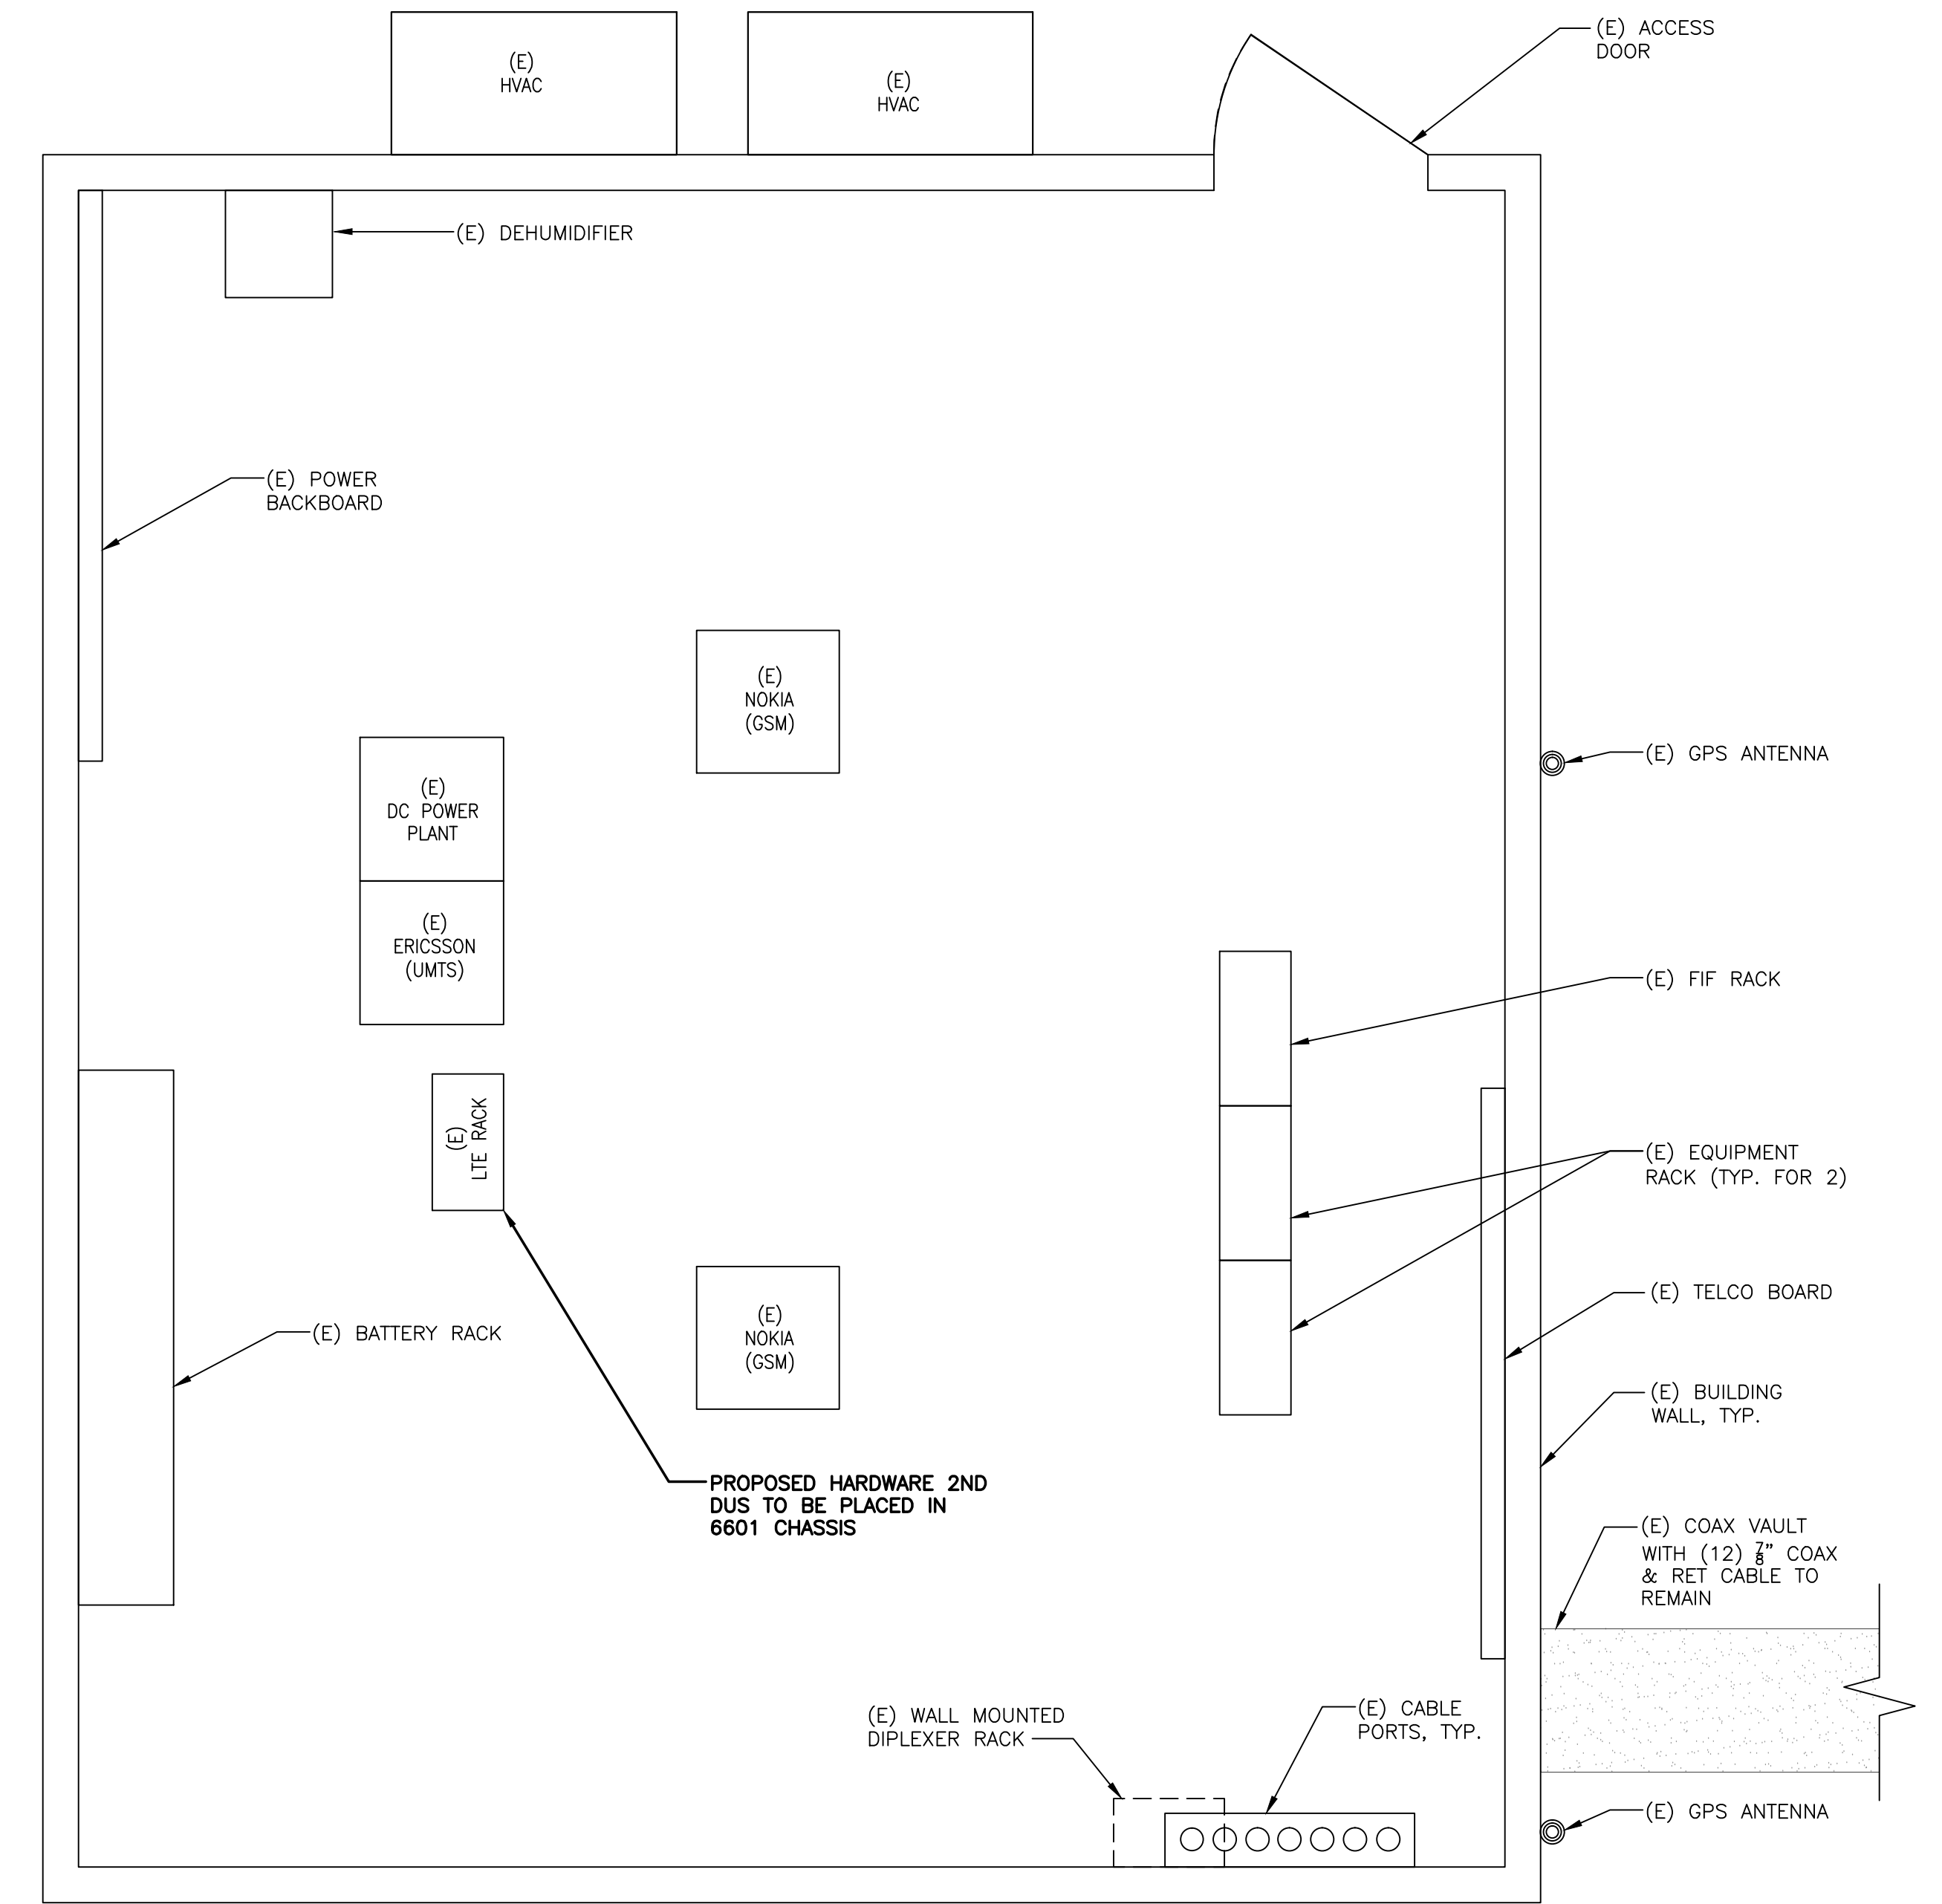 (E)
HVAC
(E)
HVAC
(E) ACCESS
DOOR
(E) DEHUMIDIFIER
(E) POWER
BACKBOARD
(E)
NOKIA
(GSM)
(E)
DC POWER
PLANT
(E) GPS ANTENNA
(E)
ERICSSON
(UMTS)
(E) FIF RACK
(E)
LTE RACK
(E) EQUIPMENT
RACK (TYP. FOR 2)
(E) TELCO BOARD
(E)
NOKIA
(GSM)
(E) BATTERY RACK
(E) BUILDING
WALL, TYP.
PROPOSED HARDWARE 2ND
DUS TO BE PLACED IN
6601 CHASSIS
(E) COAX VAULT
WITH (12) 7/8" COAX
& RET CABLE TO
REMAIN
(E) WALL MOUNTED
DIPLEXER RACK
(E) CABLE
PORTS, TYP.
(E) GPS ANTENNA